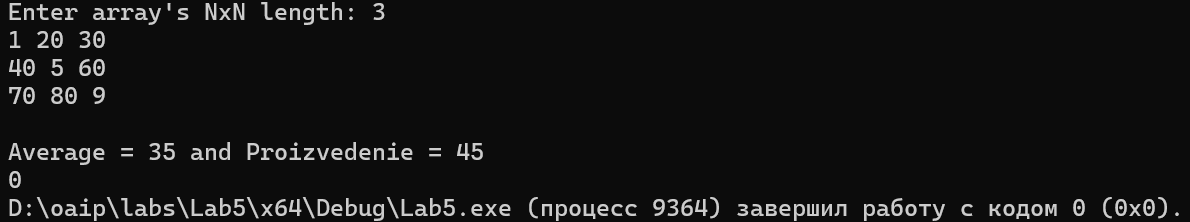 Enter array's NxN length: 3
1 20 30
40 5 60
70 80 9
Average = 35 and Proizvedenie = 45
0
D:\oaip\labs\Lab5\x64\Debug\Lab5.exe (процесс 9364) завершил работу с кодом 0 (0x0).